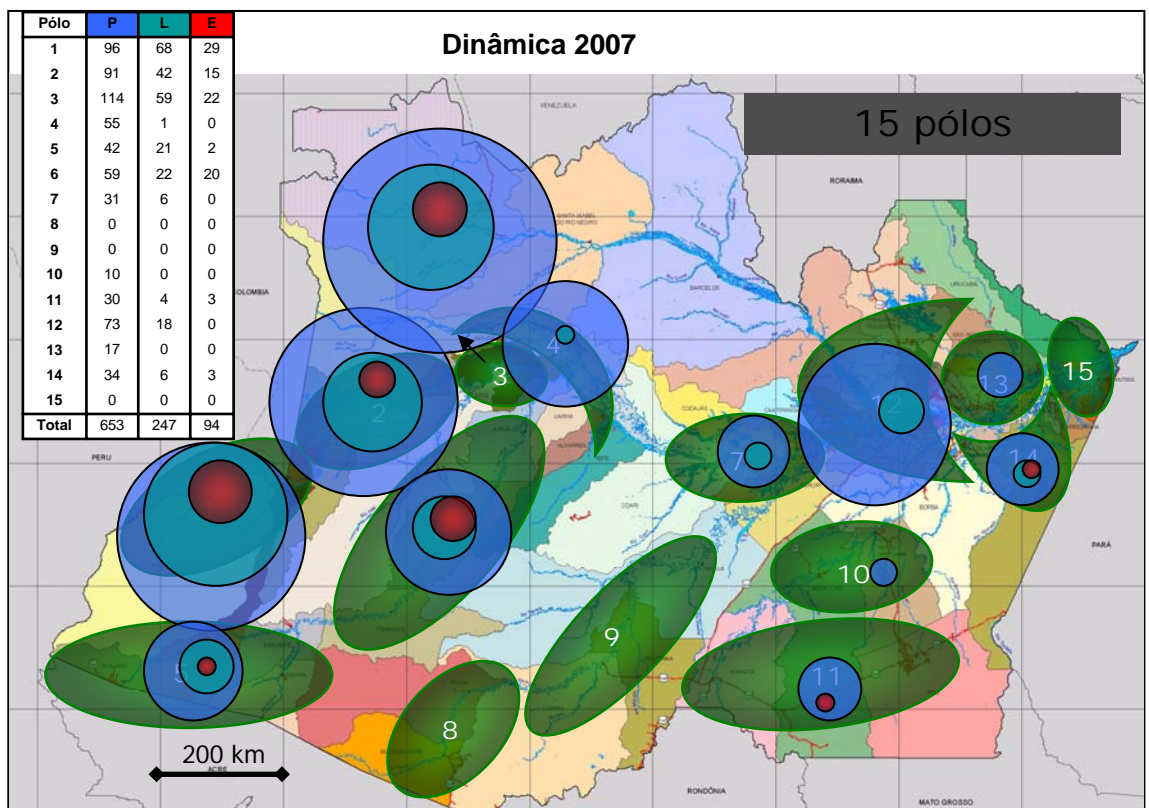 Pólo P L E
1 96 68 29
2 91 42 15
3 114 59 22
4 55 1 0
5 42 21 2
6 59 22 20
7 31 6 0
8 0 0 0
9 0 0 0
10 10 0 0
11 30 4 3
12 73 18 0
13 17 0 0
14 34 6 3
15 0 0 0
Total 653 247 94
Dinâmica 2007
15 pólos
VENEZUELA
RORAIMA
COLOMBIA
BARCELOS
URUCARÁ
4
3
2
13
15
12
CODAJÁS
7
14
PERU
COARI
BORBA
PARÁ
10
9
5
11
8
200 km
ACRE
RONDÔNIA
MATO GROSSO